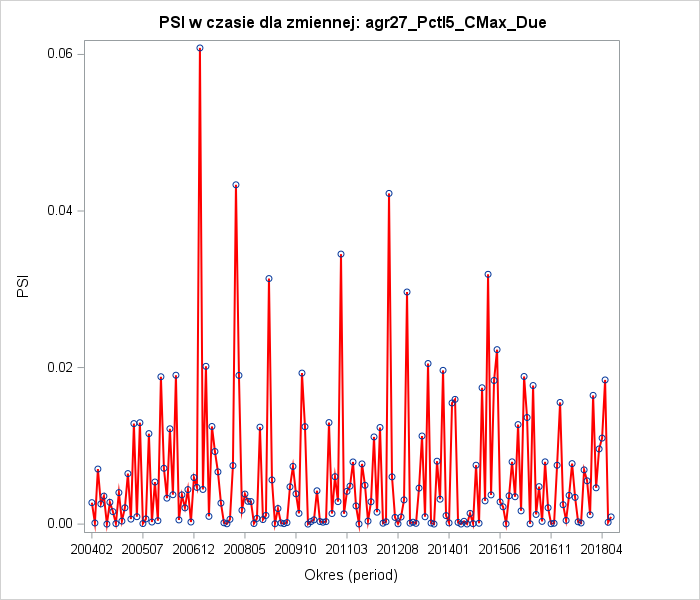 PSI w czasie dla zmiennej: agr27_Pctl5_CMax_Due
0.06
0.04
0.02
0.00
PSI
200402 200507 200612 200805 200910 201103 201208 201401 201506 201611 201804
Okres (period)